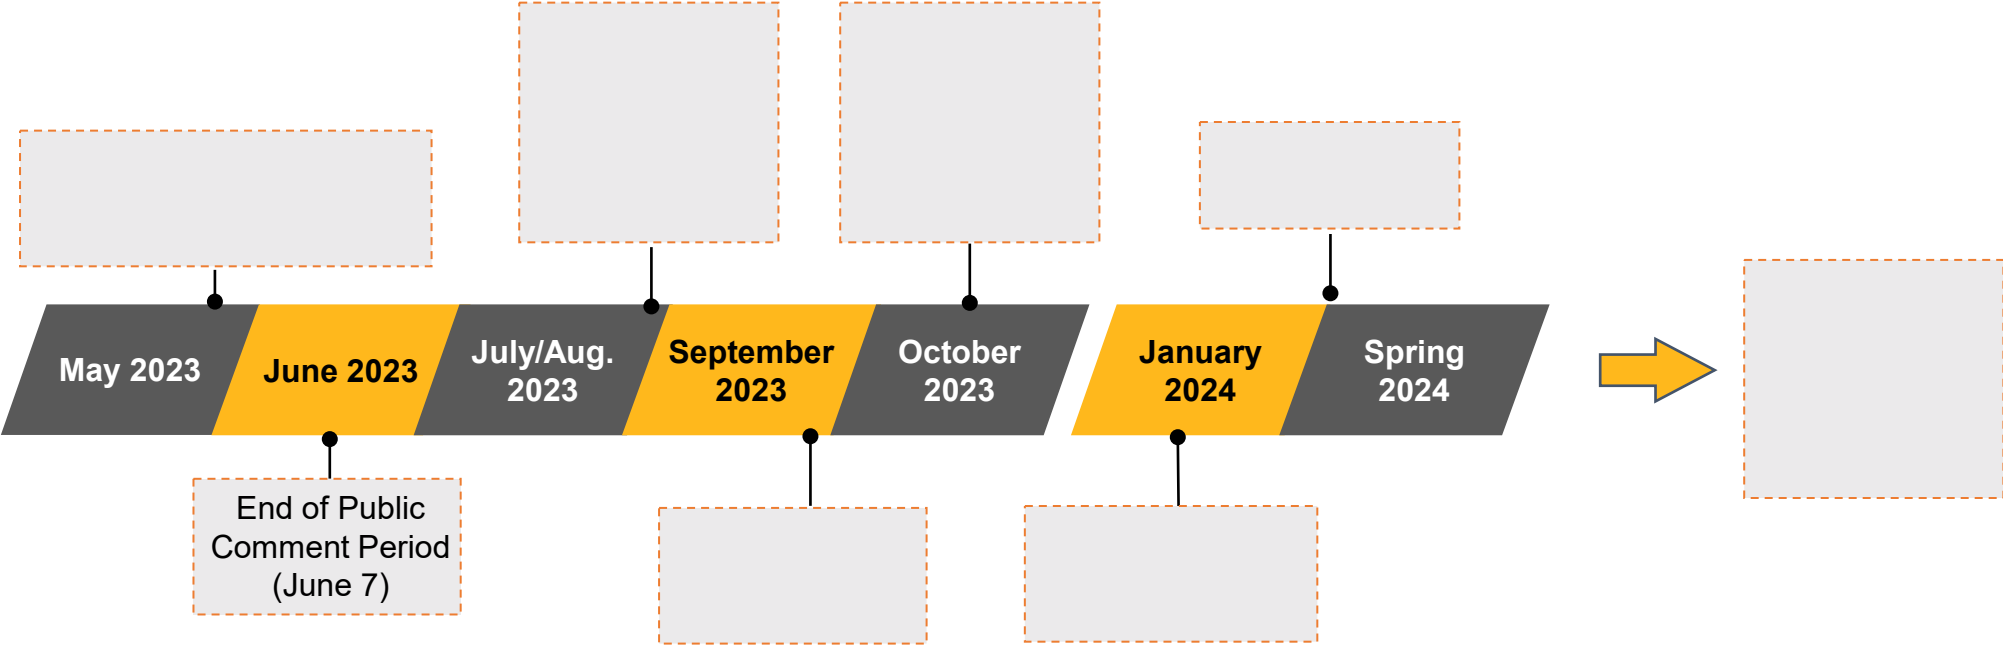 May 2023
June 2023
July/Aug.
2023
September
2023
October
2023
January
2024
Spring
2024
End of Public
Comment Period
(June 7)